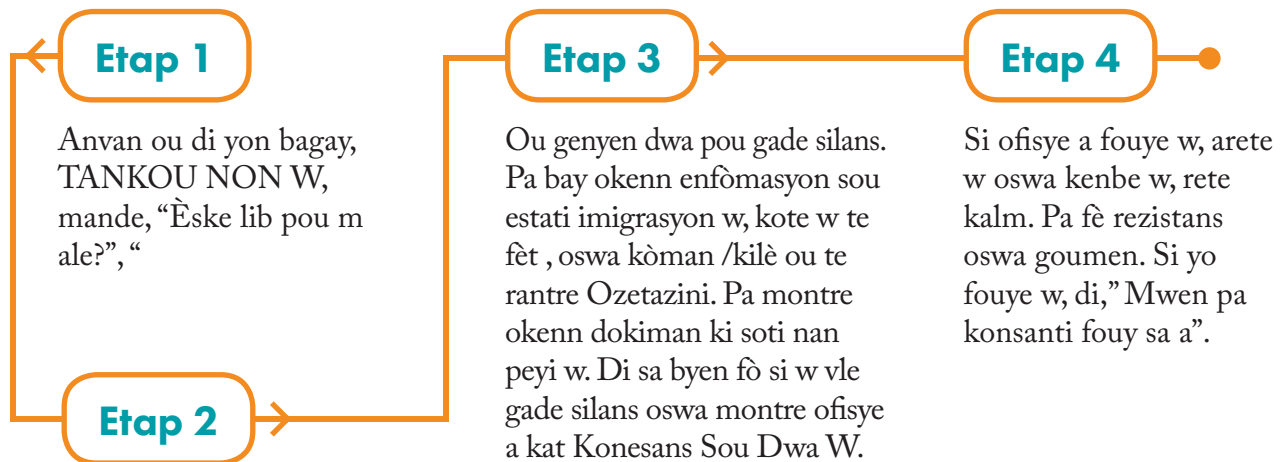 Etap 1
Anvan ou di yon bagay,
TANKOU NON W,
mande, “Èske lib pou m
ale?”, “
Etap 2
Etap 3
Ou genyen dwa pou gade silans.
Pa bay okenn enfòmasyon sou
estati imigrasyon w, kote w te
fèt , oswa kòman /kilè ou te
rantre Ozetazini. Pa montre
okenn dokiman ki soti nan
peyi w. Di sa byen fò si w vle
gade silans oswa montre ofisye
a kat Konesans Sou Dwa W.
Etap 4
Si ofisye a fouye w, arete
w oswa kenbe w, rete
kalm. Pa fè rezistans
oswa goumen. Si yo
fouye w, di,” Mwen pa
konsanti fouy sa a”.